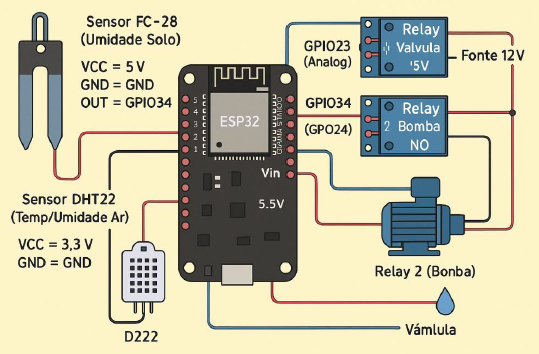 Sensor FC-28
(Umidade Solo)
VCC = 5 V
GND = GND
OUT = GPIO34
Sensor DHT22
(Temp/Umidade Ar)
VCC = 3,3 V
GND = GND
D222
ESP32
Vin
5.5V
GPIO23
(Analog)
Relay
Valvula
'5V
Fonte 12V
GPIO34
(GPO24)
Relay
2 Bomba
NO
Relay 2 (Bonba)
Vámlula